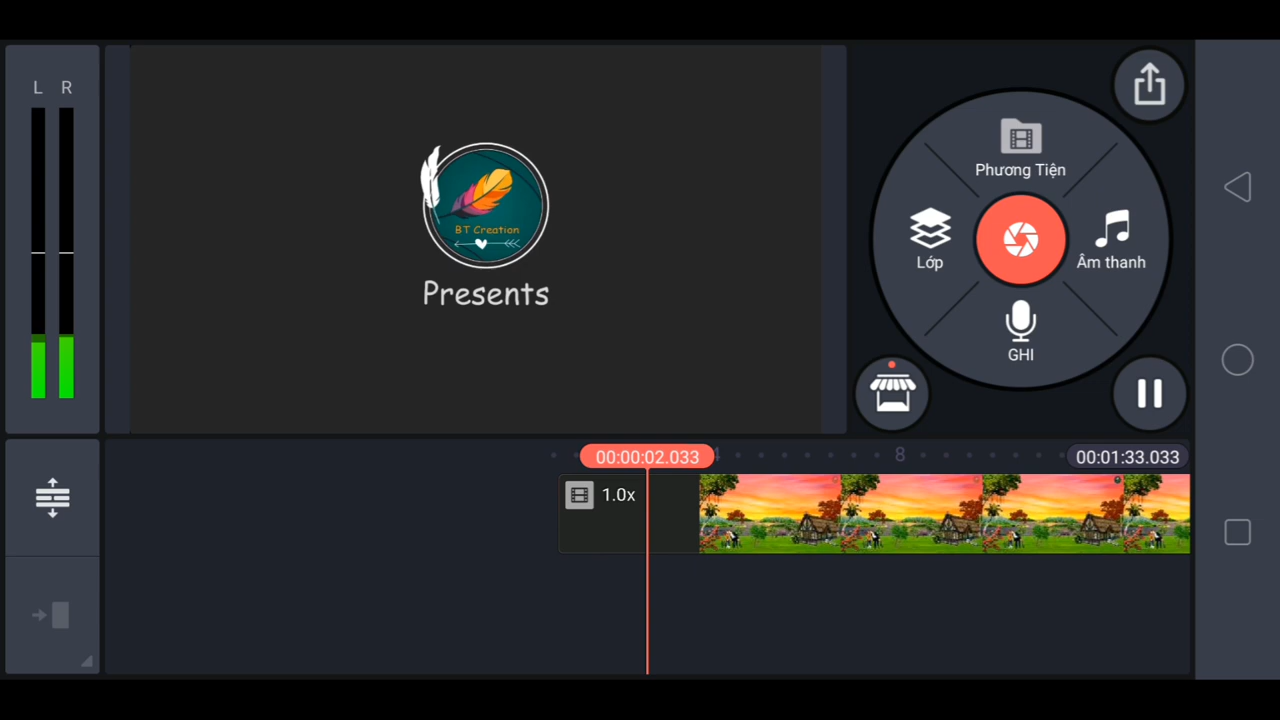 L R
BT Creation
Presents
Phương Tiện
Lớp
Âm thanh
GHI
00:00:02.033
4
8
00:01:33.033
1.0x